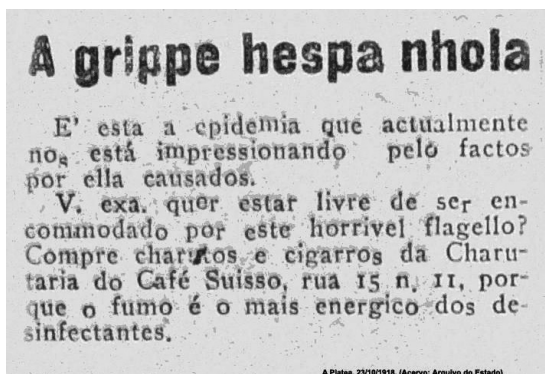 A grippe hespa nhola
E' esta a epidemia que actualmente
nos está impressionando pelo factos
por ella causados.
V. exa. quer estar livre de ser en-
commodado por este horrivel flagello?
Compre charutos e cigarros da Charu-
taria do Café Suisso, rua 15 n. 11, por-
que o fumo é o mais energico dos de-
sinfectantes.
A Platea, 23/10/1918. (Acervo: Arquivo do Estado)